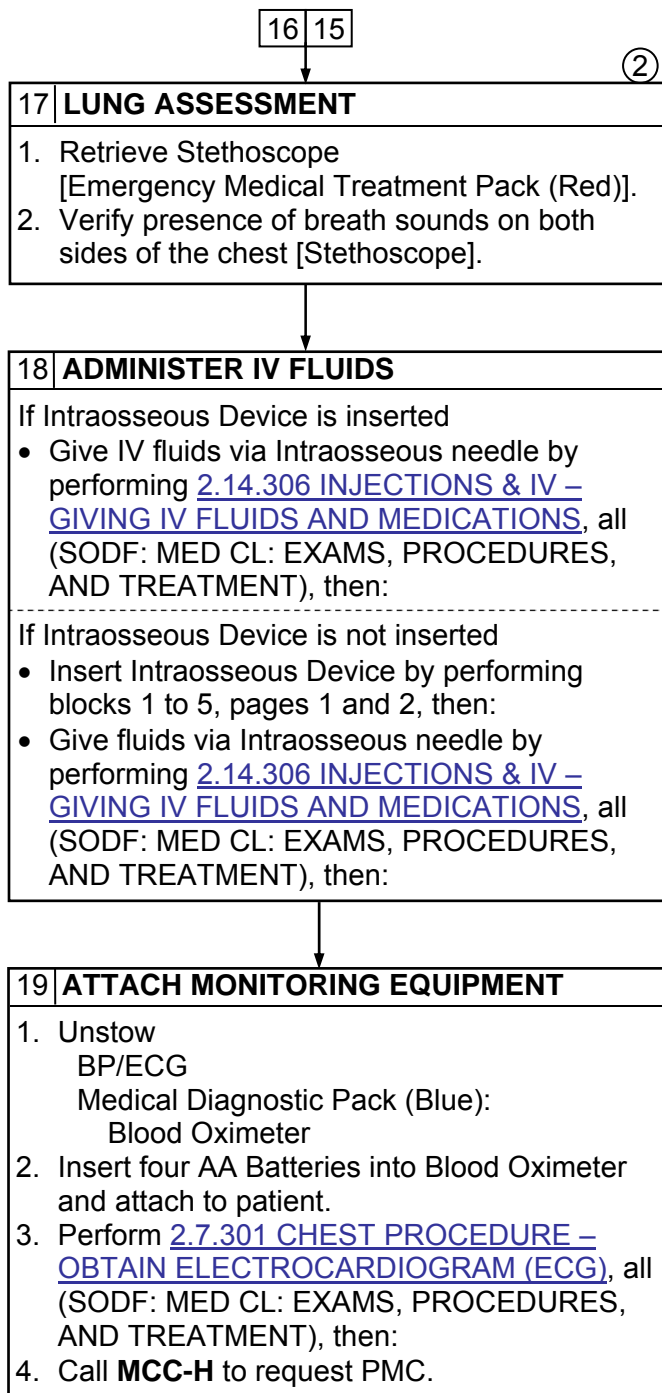 16 15
2
17 LUNG ASSESSMENT
1. Retrieve Stethoscope
[Emergency Medical Treatment Pack (Red)].
2. Verify presence of breath sounds on both
sides of the chest [Stethoscope].
18 ADMINISTER IV FLUIDS
If Intraosseous Device is inserted
• Give IV fluids via Intraosseous needle by
performing 2.14.306 INJECTIONS & IV –
GIVING IV FLUIDS AND MEDICATIONS, all
(SODF: MED CL: EXAMS, PROCEDURES,
AND TREATMENT), then:
If Intraosseous Device is not inserted
• Insert Intraosseous Device by performing
blocks 1 to 5, pages 1 and 2, then:
• Give fluids via Intraosseous needle by
performing 2.14.306 INJECTIONS & IV –
GIVING IV FLUIDS AND MEDICATIONS, all
(SODF: MED CL: EXAMS, PROCEDURES,
AND TREATMENT), then:
19 ATTACH MONITORING EQUIPMENT
1. Unstow
BP/ECG
Medical Diagnostic Pack (Blue):
Blood Oximeter
2. Insert four AA Batteries into Blood Oximeter
and attach to patient.
3. Perform 2.7.301 CHEST PROCEDURE –
OBTAIN ELECTROCARDIOGRAM (ECG), all
(SODF: MED CL: EXAMS, PROCEDURES,
AND TREATMENT), then:
4. Call MCC-H to request PMC.